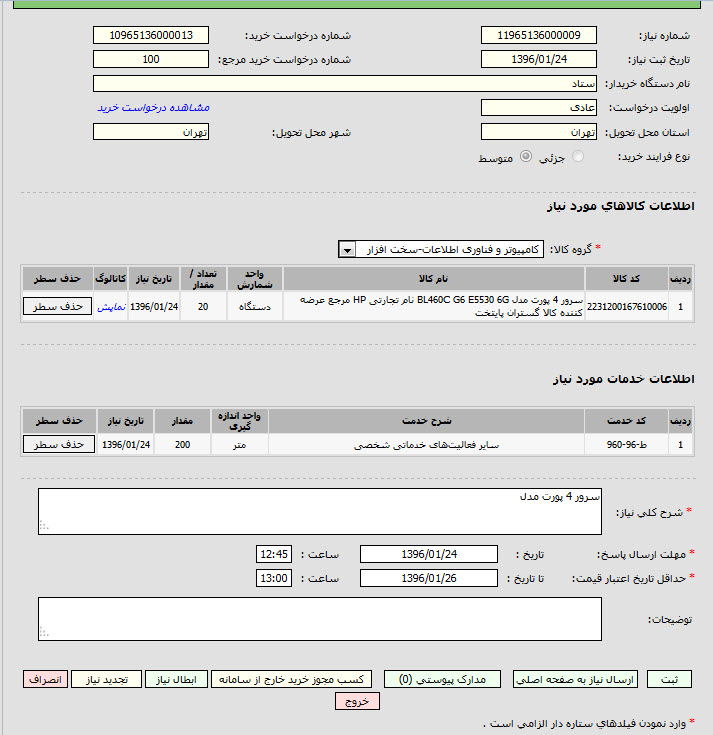 شماره نیاز: 11965136000009 شماره درخواست خرید: 10965136000013
تاریخ ثبت نیاز: 1396/01/24 شماره درخواست خرید مرجع: 100
نام دستگاه خریدار: ستاد
اولویت درخواست: عادی مشاهده درخواست خرید
استان محل تحویل: تهران شهر محل تحویل: تهران
نوع فرایند خرید: جزئي متوسط
اطلاعات کالاهاي مورد نیاز
* گروه کالا: کامپیوتر و فناوری اطلاعات-سخت افزار
ردیف کد کالا نام کالا واحد شمارش تعداد / مقدار تاریخ نیاز کاتالوگ حذف سطر
1 2231200167610006 سرور 4 پورت مدل BL460C G6 E5530 6G نام تجارتی HP مرجع عرضه کننده کالا گستران پایتخت دستگاه 20 1396/01/24 نمایش حذف سطر
اطلاعات خدمات مورد نیاز
ردیف کد خدمت شرح خدمت واحد اندازه گیری مقدار تاریخ نیاز حذف سطر
1 ط-96-960 سایر فعالیت‌های خدماتی شخصی متر 200 1396/01/24 حذف سطر
* شرح کلي نیاز: سرور 4 پورت مدل
* مهلت ارسال پاسخ: تاریخ : 1396/01/24 ساعت : 12:45
* حداقل تاریخ اعتبار قیمت: تا تاریخ : 1396/01/26 ساعت : 13:00
توضیحات:
ثبت ارسال نیاز به صفحه اصلي مدارک پیوستي (0) کسب مجوز خرید خارج از سامانه ابطال نیاز تجدید نیاز انصراف
خروج
* وارد نمودن فیلدهاي ستاره دار الزامي است .